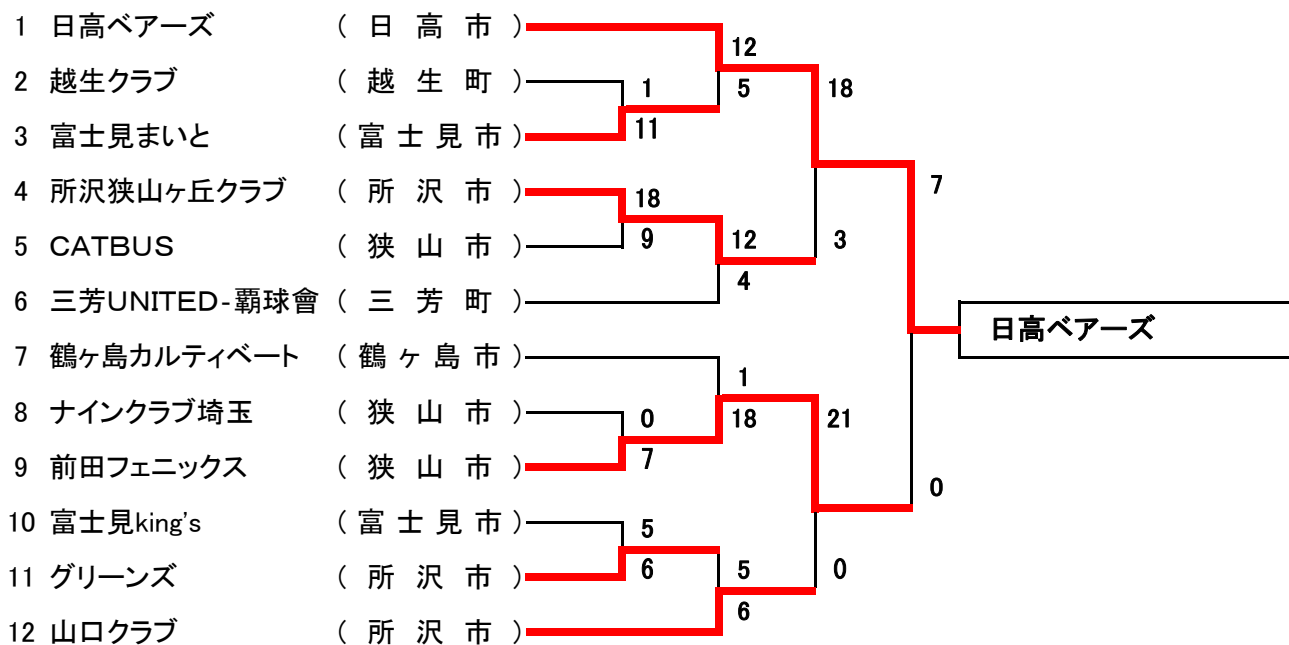 1 日高ベアーズ ( 日 高 市 )
12
2 越生クラブ ( 越 生 町 )
1
5
18
3 富士見まいと ( 富 士 見 市 )
11
4 所沢狭山ヶ丘クラブ ( 所 沢 市 )
18
7
5 CATBUS ( 狭 山 市 )
9
12
3
6 三芳UNITED-覇球會 ( 三 芳 町 )
4
日高ベアーズ
7 鶴ヶ島カルティベート ( 鶴 ヶ 島 市 )
1
8 ナインクラブ埼玉 ( 狭 山 市 )
0
18
21
9 前田フェニックス ( 狭 山 市 )
7
0
10 富士見king's ( 富 士 見 市 )
5
11 グリーンズ ( 所 沢 市 )
6
5
0
12 山口クラブ ( 所 沢 市 )
6